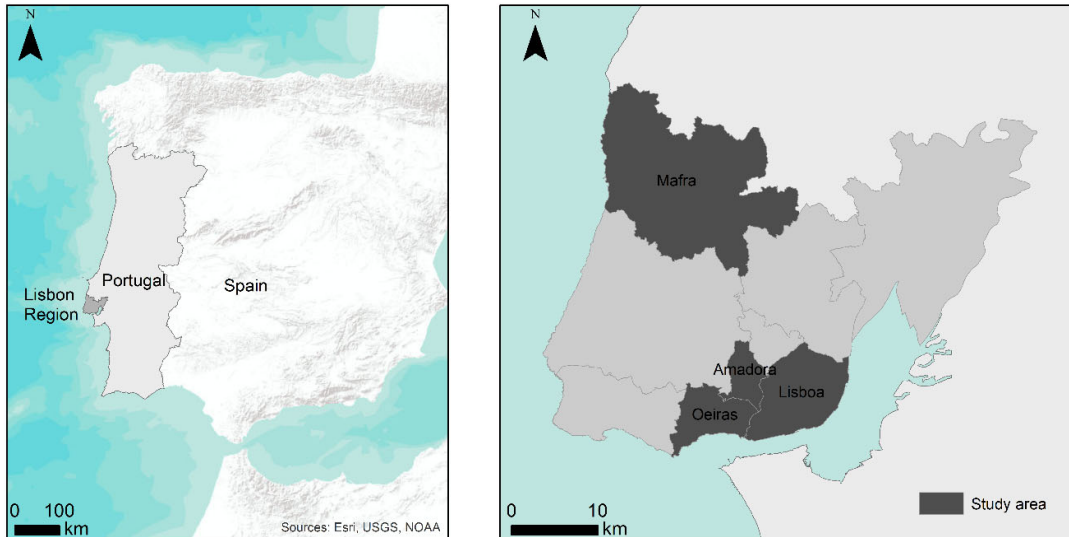 N
Portugal
Spain
Lisbon
Region
0 100
km
Sources: Esri, USGS, NOAA
N
Mafra
Amadora
Lisboa
Oeiras
0 10
km
Study area